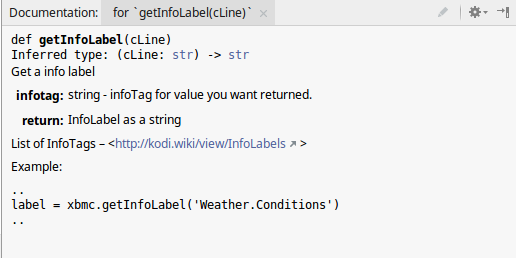 Documentation: for `getInfoLabel(cLine)`
def getInfoLabel(cLine)
Inferred type: (cLine: str) -> str
Get a info label
infotag: string - infoTag for value you want returned.
return: InfoLabel as a string
List of InfoTags – <http://kodi.wiki/view/InfoLabels >
Example:
..
label = xbmc.getInfoLabel('Weather.Conditions')
..